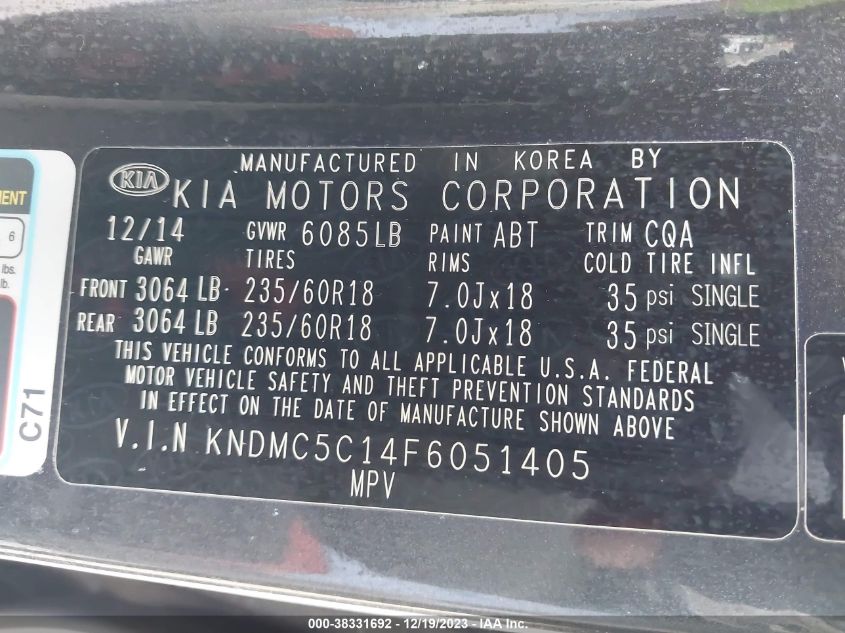 MANUFACTURED IN KOREA BY
KIA KIA MOTORS CORPORATION
12/14 GVWR 6085LB PAINT ABT TRIM CQA
GAWR TIRES RIMS COLD TIRE INFL
FRONT 3064 LB 235/60R18 7.0Jx18 35 psi SINGLE
REAR 3064 LB 235/60R18 7.0Jx18 35 psi SINGLE
THIS VEHICLE CONFORMS TO ALL APPLICABLE U.S.A. FEDERAL
MOTOR VEHICLE SAFETY AND THEFT PREVENTION STANDARDS
IN EFFECT ON THE DATE OF MANUFACTURE SHOWN ABOVE
V.I.N KNDMC5C14F6051405
MPV
6
lbs.
lb.
C71
000-38331692 - 12/19/2023 - IAA Inc.